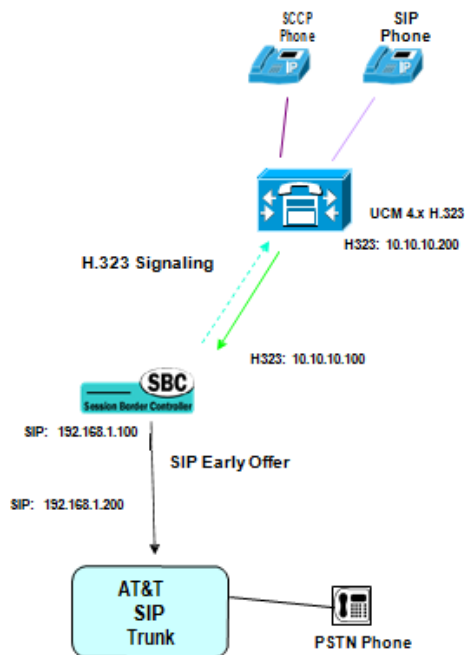 SCCP
Phone
SIP
Phone
IP
IP
UCM 4.x H.323
H323: 10.10.10.200
H.323 Signaling
H323: 10.10.10.100
SBC
Session Border Controller
SIP: 192.168.1.100
SIP Early Offer
SIP: 192.168.1.200
AT&T
SIP
Trunk
PSTN Phone